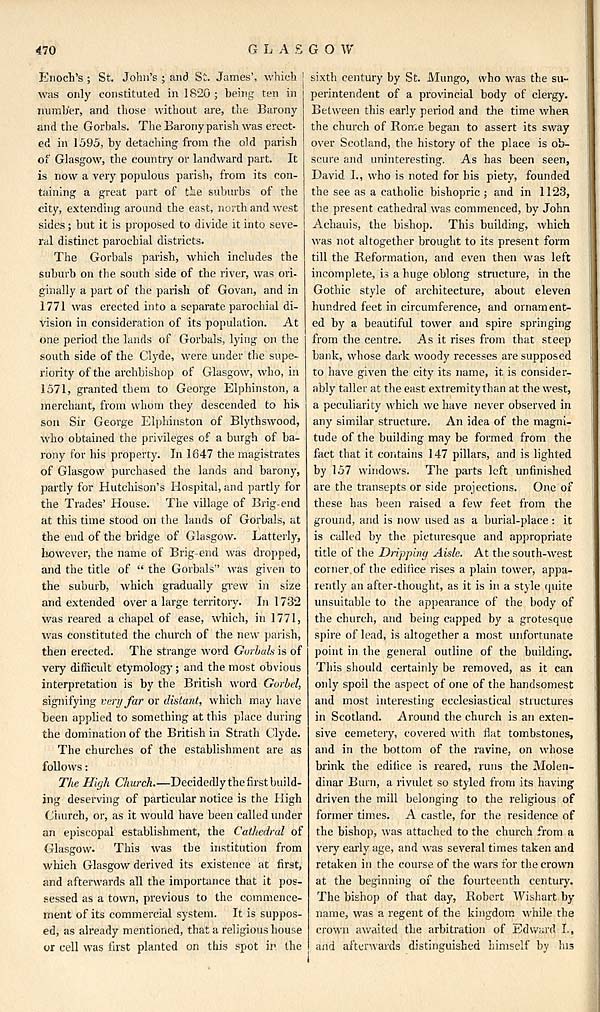 470
GLASGOW
Enoch's ; St. John's ; and St. James', which
was only constituted in 1820 ; being ten in
number, and those without are, the Barony
and the Gorbals. The Barony parish was erect-
ed in 1595, by detaching from the old parish
of Glasgow, the country or landward part. It
is now a very populous parish, from its con-
taining a great part of the suburbs of the
city, extending around the east, north and west
sides ; but it is proposed to divide it into seve-
ral distinct parochial districts.
The Gorbals parish, which includes the
suburb on the south side of the river, was ori-
ginally a part of the parish of Govan, and in
1771 was erected into a separate parochial di-
vision in consideration of its population. At
one period the lands of Gorbals, lying on the
south side of the Clyde, were under the supe-
riority of the archbishop of Glasgow, who, in
1571, granted them to George Elphinston, a
merchant, from whom they descended to his
son Sir George Elphinston of Blythswood,
who obtained the privileges of a burgh of ba-
rony for his property. In 1647 the magistrates
of Glasgow purchased the lands and barony,
partly for Hutchison's Hospital, and partly for
the Trades' House. The village of Brig-end
at this time stood on the lands of Gorbals, at
the end of the bridge of Glasgow. Latterly,
however, the name of Brig-end was dropped,
and the title of “ the Gorbals” was given to
the suburb, which gradually grew in size
and extended over a large territory. In 1732
was reared a chapel of ease, which, in 1771,
was constituted the church of the new parish,
then erected. The strange word Gorbals is of
very difficult etymology ; and the most obvious
interpretation is by the British word Gorbel,
signifying very far or distant, which may have
been applied to something at this place during
the domination of the British in Strath Clyde.
The churches of the establishment are as
follows :
The High Church.—Decidedly the first build-
ing deserving of particular notice is the High
Church, or, as it would have been called under
an episcopal establishment, the Cathedral of
Glasgow. This was the institution from
which Glasgow derived its existence at first,
and afterwards all the importance that it pos-
sessed as a town, previous to the commence-
ment of its commercial system. It is suppos-
ed, as already mentioned, that a religious house
or cell was first planted on this spot in the
sixth century by St. Mungo, who was the su-
perintendent of a provincial body of clergy.
Between this early period and the time when
the church of Rome began to assert its sway
over Scotland, the history of the place is ob-
scure and uninteresting. As has been seen,
David I., who is noted for his piety, founded
the see as a catholic bishopric ; and in 1123,
the present cathedral was commenced, by John
Achauis, the bishop. This building, which
was not altogether brought to its present form
till the Reformation, and even then was left
incomplete, is a huge oblong structure, in the
Gothic style of architecture, about eleven
hundred feet in circumference, and ornament-
ed by a beautiful tower and spire springing
from the centre. As it rises from that steep
bank, whose dark woody recesses are supposed
to have given the city its name, it is consider-
ably taller at the east extremity than at the west,
a peculiarity which we have never observed in
any similar structure. An idea of the magni-
tude of the building may be formed from the
fact that it contains 147 pillars, and is lighted
by 157 windows. The parts left unfinished
are the transepts or side projections. One of
these has been raised a few feet from the
ground, and is now used as a burial-place : it
is called by the picturesque and appropriate
title of the Dripping Aisle. At the south-west
corner of the edifice rises a plain tower, appa-
rently an after-thought, as it is in a style quite
unsuitable to the appearance of the body of
the church, and being capped by a grotesque
spire of lead, is altogether a most unfortunate
point in the general outline of the building.
This should certainly be removed, as it can
only spoil the aspect of one of the handsomest
and most interesting ecclesiastical structures
in Scotland. Around the church is an exten-
sive cemetery, covered with flat tombstones,
and in the bottom of the ravine, on whose
brink the edifice is reared, runs the Molen-
dinar Burn, a rivulet so styled from its having
driven the mill belonging to the religious of
former times. A castle, for the residence of
the bishop, was attached to the church from a
very early age, and was several times taken and
retaken in the course of the wars for the crown
at the beginning of the fourteenth century.
The bishop of that day, Robert Wishart by
name, was a regent of the kingdom while the
crown awaited the arbitration of Edward I.,
and afterwards distinguished himself by his